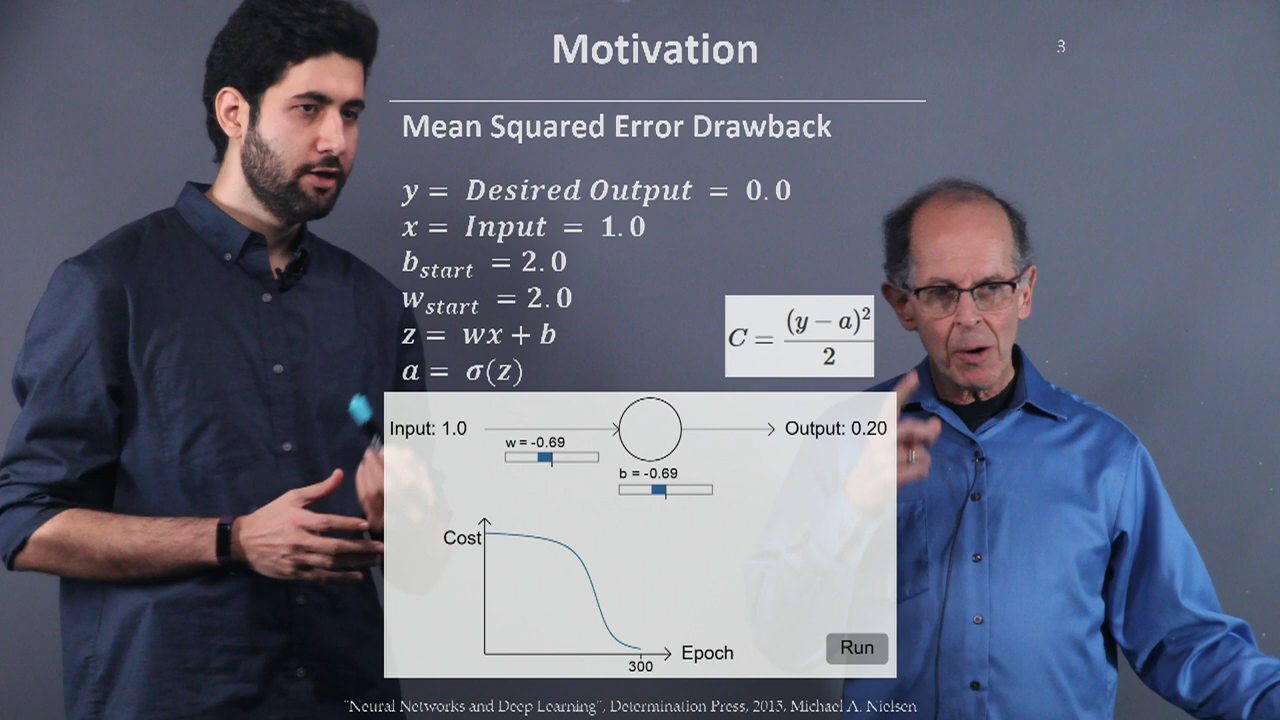 Motivation
3
Mean Squared Error Drawback
y = Desired Output = 0.0
x = Input = 1.0
b_start = 2.0
w_start = 2.0
z = wx + b
a = σ(z)
C = (y − a)² / 2
Input: 1.0
w = -0.69
Output: 0.20
b = -0.69
Cost
Epoch
300
Run
"Neural Networks and Deep Learning", Determination Press, 2015, Michael A. Nielsen